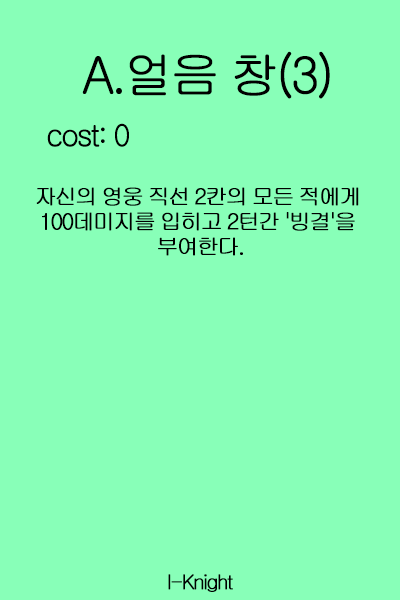 A.얼음 창(3)
cost: 0
자신의 영웅 직선 2칸의 모든 적에게
100데미지를 입히고 2턴간 '빙결'을
부여한다.
I-Knight